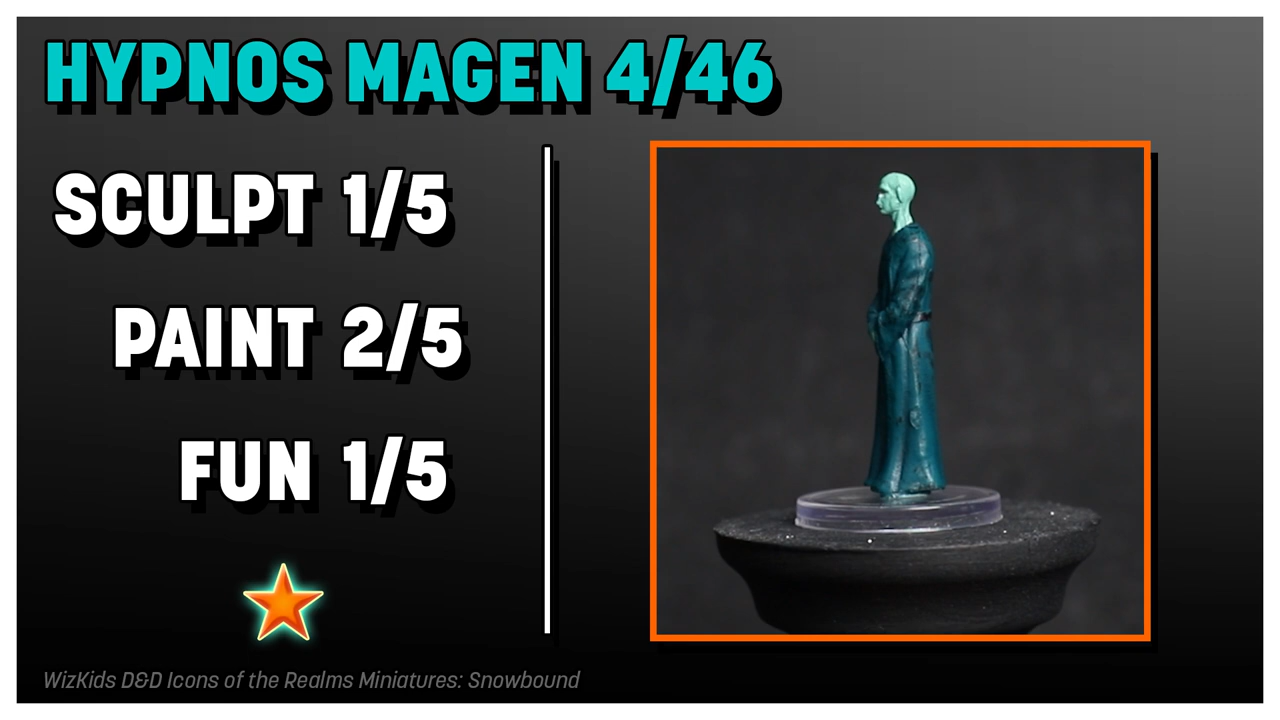 HYPNOS MAGEN 4/46
SCULPT 1/5
PAINT 2/5
FUN 1/5
WizKids D&D Icons of the Realms Miniatures: Snowbound